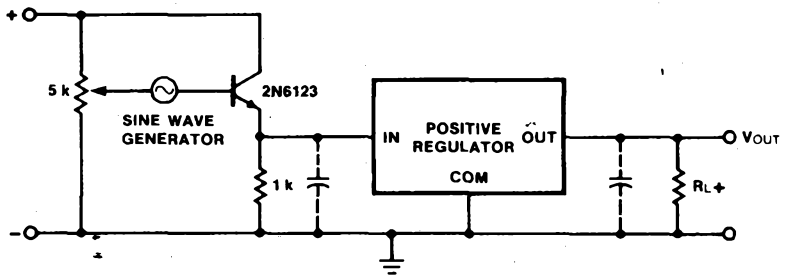 +
5 k
SINE WAVE
GENERATOR
2N6123
1 k
IN
POSITIVE
REGULATOR
OUT
COM
VOUT
RL+
-